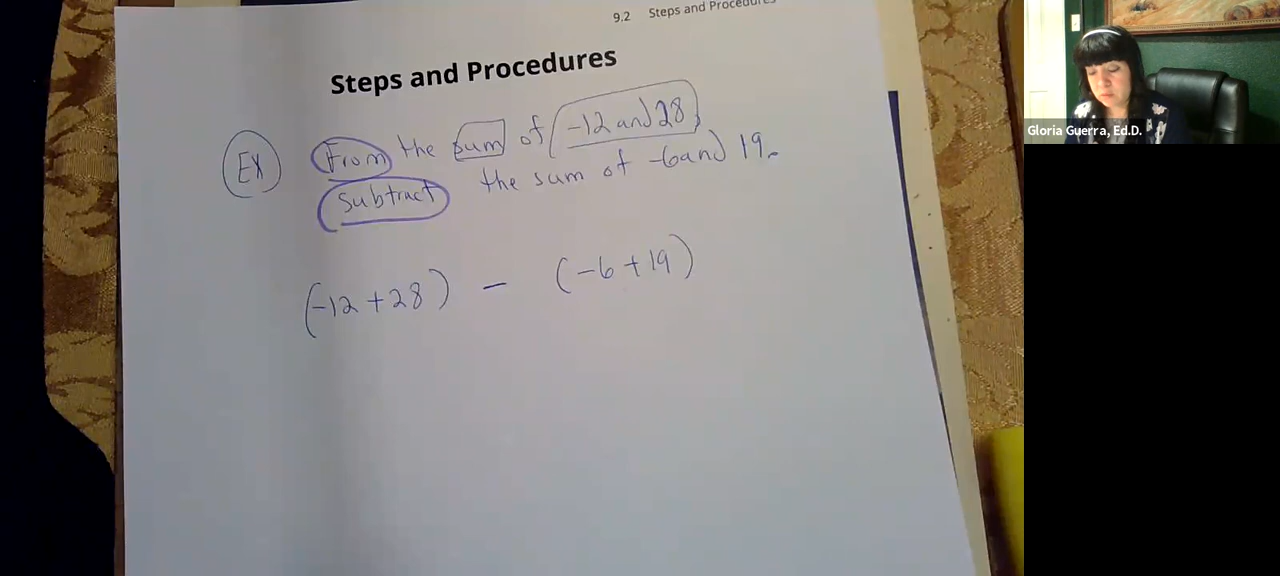 9.2 Steps and Procedures
Steps and Procedures
EX From the sum of -12 and 28,
subtract the sum of -6 and 19.
(-12 + 28) - (-6 + 19)
Gloria Guerra, Ed.D.